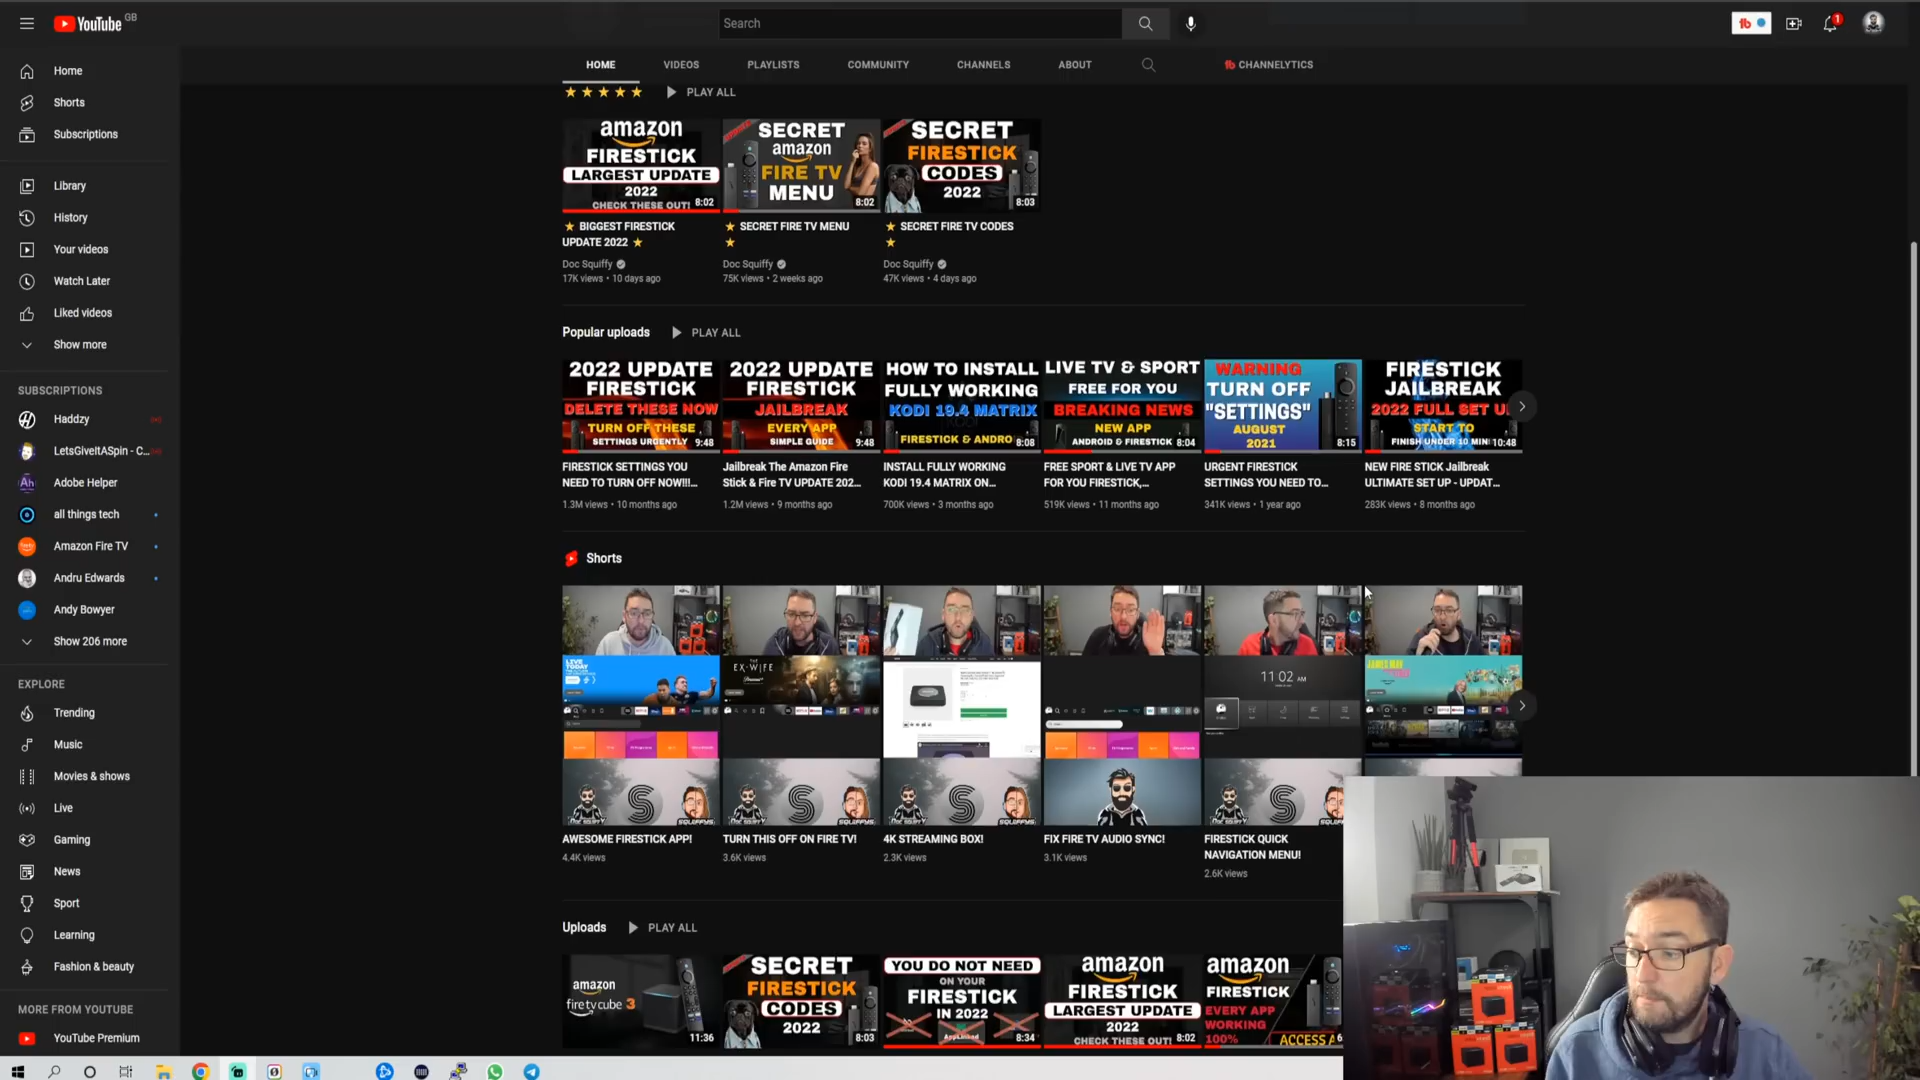 YouTube GB
Search
1
Home
Shorts
Subscriptions
Library
History
Your videos
Watch Later
Liked videos
Show more
SUBSCRIPTIONS
Haddzy
LetsGiveItASpin - C...
Adobe Helper
all things tech
Amazon Fire TV
Andru Edwards
Andy Bowyer
Show 206 more
EXPLORE
Trending
Music
Movies & shows
Live
Gaming
News
Sport
Learning
Fashion & beauty
MORE FROM YOUTUBE
YouTube Premium
HOME
VIDEOS
PLAYLISTS
COMMUNITY
CHANNELS
ABOUT
CHANNELYTICS
PLAY ALL
amazon
FIRESTICK
LARGEST UPDATE
2022
CHECK THESE OUT!
8:02
SECRET
amazon
FIRE TV
MENU
8:02
SECRET
FIRESTICK
CODES
2022
8:03
BIGGEST FIRESTICK
UPDATE 2022
Doc Squiffy
17K views • 10 days ago
SECRET FIRE TV MENU
Doc Squiffy
75K views • 2 weeks ago
SECRET FIRE TV CODES
Doc Squiffy
47K views • 4 days ago
Popular uploads
PLAY ALL
2022 UPDATE
FIRESTICK
DELETE THESE NOW
TURN OFF THESE
SETTINGS URGENTLY
9:48
2022 UPDATE
FIRESTICK
JAILBREAK
EVERY APP
SIMPLE GUIDE
9:48
HOW TO INSTALL
FULLY WORKING
KODI 19.4 MATRIX
FIRESTICK & ANDRO
8:08
LIVE TV & SPORT
FREE FOR YOU
BREAKING NEWS
NEW APP
ANDROID & FIRESTICK
8:04
WARNING
TURN OFF
"SETTINGS"
AUGUST
2021
8:15
FIRESTICK
JAILBREAK
2022 FULL SET U
START TO
FINISH UNDER 10 MIN
10:48
FIRESTICK SETTINGS YOU
NEED TO TURN OFF NOW!!!...
1.3M views • 10 months ago
Jailbreak The Amazon Fire
Stick & Fire TV UPDATE 202...
1.2M views • 9 months ago
INSTALL FULLY WORKING
KODI 19.4 MATRIX ON...
700K views • 3 months ago
FREE SPORT & LIVE TV APP
FOR YOU FIRESTICK,...
519K views • 11 months ago
URGENT FIRESTICK
SETTINGS YOU NEED TO...
341K views • 1 year ago
NEW FIRE STICK Jailbreak
ULTIMATE SET UP - UPDAT...
283K views • 8 months ago
Shorts
LIVE
TODAY
EX-WIFE
11 02 AM
JAMES MAY
AWESOME FIRESTICK APP!
4.4K views
TURN THIS OFF ON FIRE TV!
3.6K views
4K STREAMING BOX!
2.3K views
FIX FIRE TV AUDIO SYNC!
3.1K views
FIRESTICK QUICK
NAVIGATION MENU!
2.6K views
Uploads
PLAY ALL
amazon
fire tv cube 3
11:36
SECRET
FIRESTICK
CODES
2022
8:03
YOU DO NOT NEED
ON YOUR
FIRESTICK
IN 2022
AppLinked
8:34
amazon
FIRESTICK
LARGEST UPDATE
2022
CHECK THESE OUT!
8:02
amazon
FIRESTICK
EVERY APP
WORKING
100%
ACCESS A